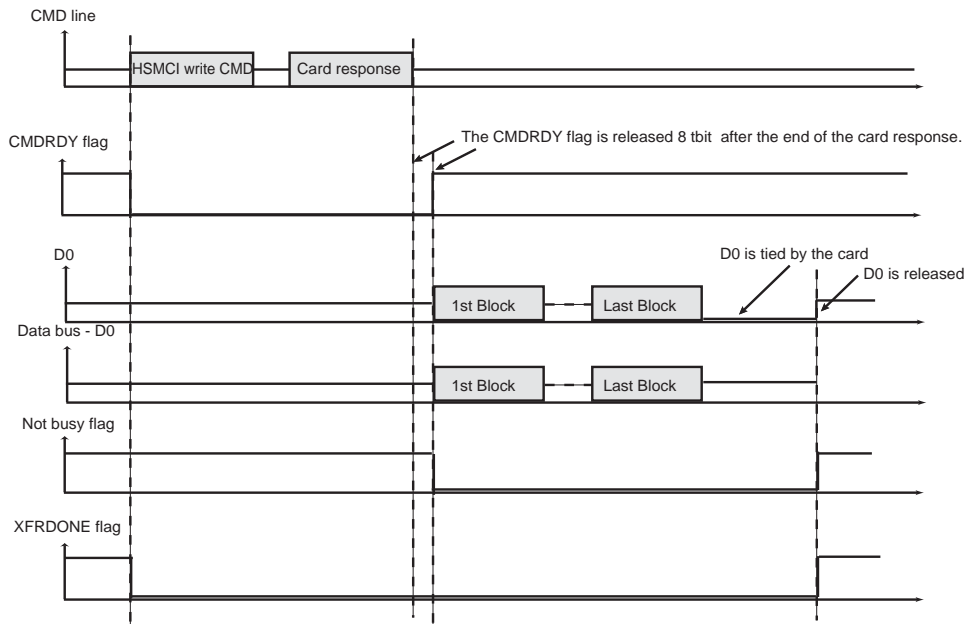 CMD line
HSMCI write CMD
Card response
CMDRDY flag
The CMDRDY flag is released 8 tbit after the end of the card response.
D0
D0 is tied by the card
D0 is released
1st Block
Last Block
Data bus - D0
1st Block
Last Block
Not busy flag
XFRDONE flag